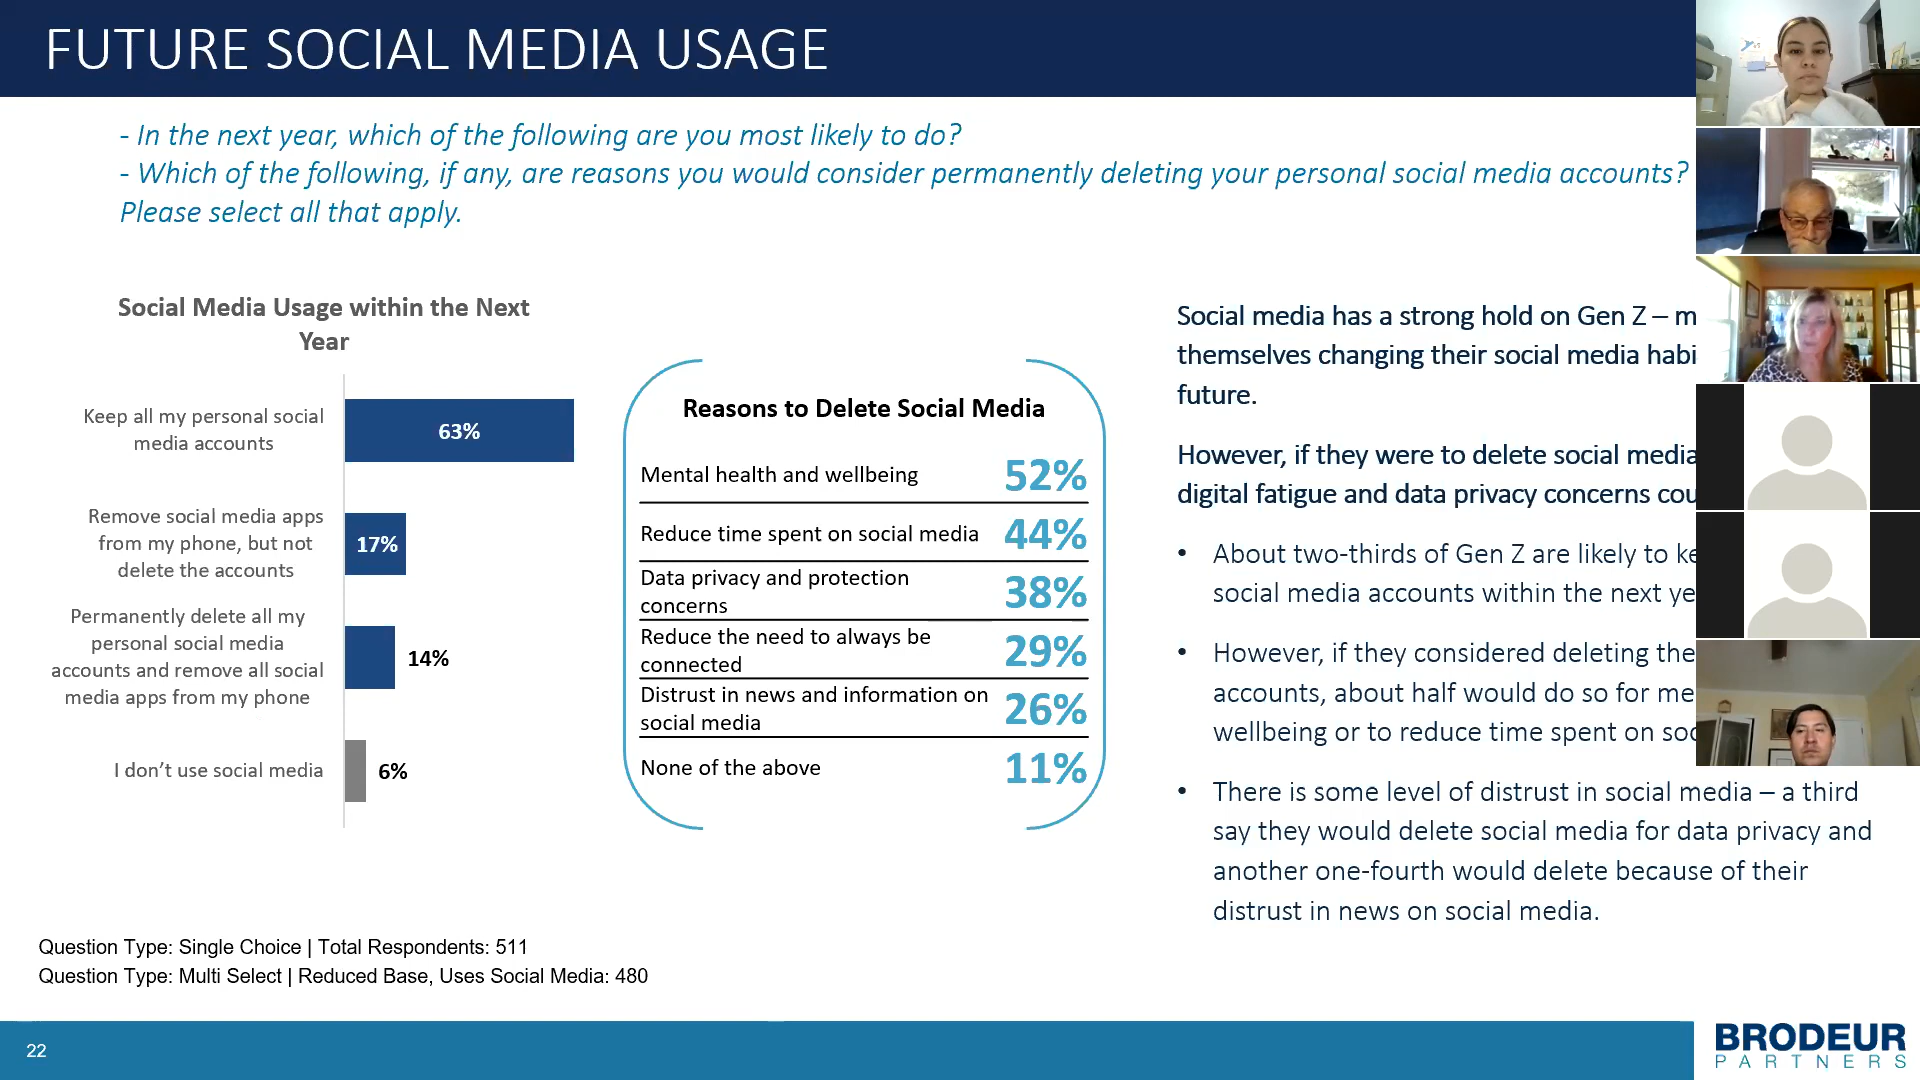 FUTURE SOCIAL MEDIA USAGE
- In the next year, which of the following are you most likely to do?
- Which of the following, if any, are reasons you would consider permanently deleting your personal social media accounts?
Please select all that apply.
Social Media Usage within the Next
Year
Keep all my personal social
media accounts
63%
Remove social media apps
from my phone, but not
delete the accounts
17%
Permanently delete all my
personal social media
accounts and remove all social
media apps from my phone
14%
I don’t use social media
6%
Reasons to Delete Social Media
Mental health and wellbeing 52%
Reduce time spent on social media 44%
Data privacy and protection
concerns
38%
Reduce the need to always be
connected
29%
Distrust in news and information on
social media
26%
None of the above 11%
Social media has a strong hold on Gen Z – m
themselves changing their social media habi
future.
However, if they were to delete social media
digital fatigue and data privacy concerns cou
• About two-thirds of Gen Z are likely to ke
social media accounts within the next ye
• However, if they considered deleting the
accounts, about half would do so for me
wellbeing or to reduce time spent on soc
• There is some level of distrust in social media – a third
say they would delete social media for data privacy and
another one-fourth would delete because of their
distrust in news on social media.
Question Type: Single Choice | Total Respondents: 511
Question Type: Multi Select | Reduced Base, Uses Social Media: 480
22
BRODEUR
PARTNERS